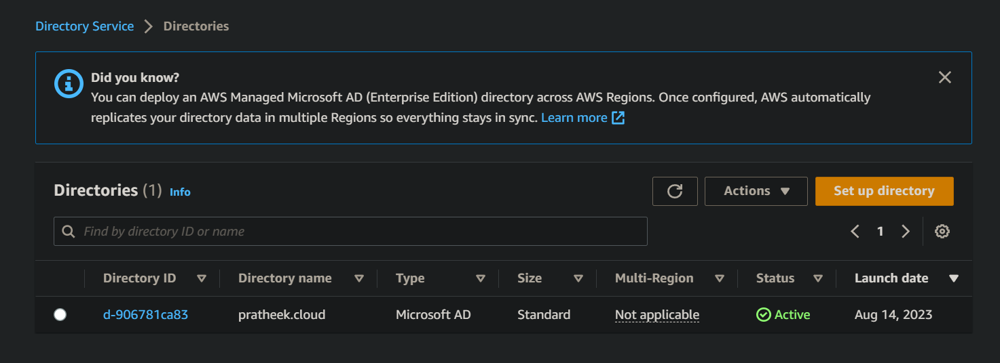 Directory Service > Directories
Did you know?
You can deploy an AWS Managed Microsoft AD (Enterprise Edition) directory across AWS Regions. Once configured, AWS automatically
replicates your directory data in multiple Regions so everything stays in sync. Learn more
Directories (1) Info
Actions
Set up directory
Find by directory ID or name
1
Directory ID Directory name Type Size Multi-Region Status Launch date
d-906781ca83 pratheek.cloud Microsoft AD Standard Not applicable Active Aug 14, 2023